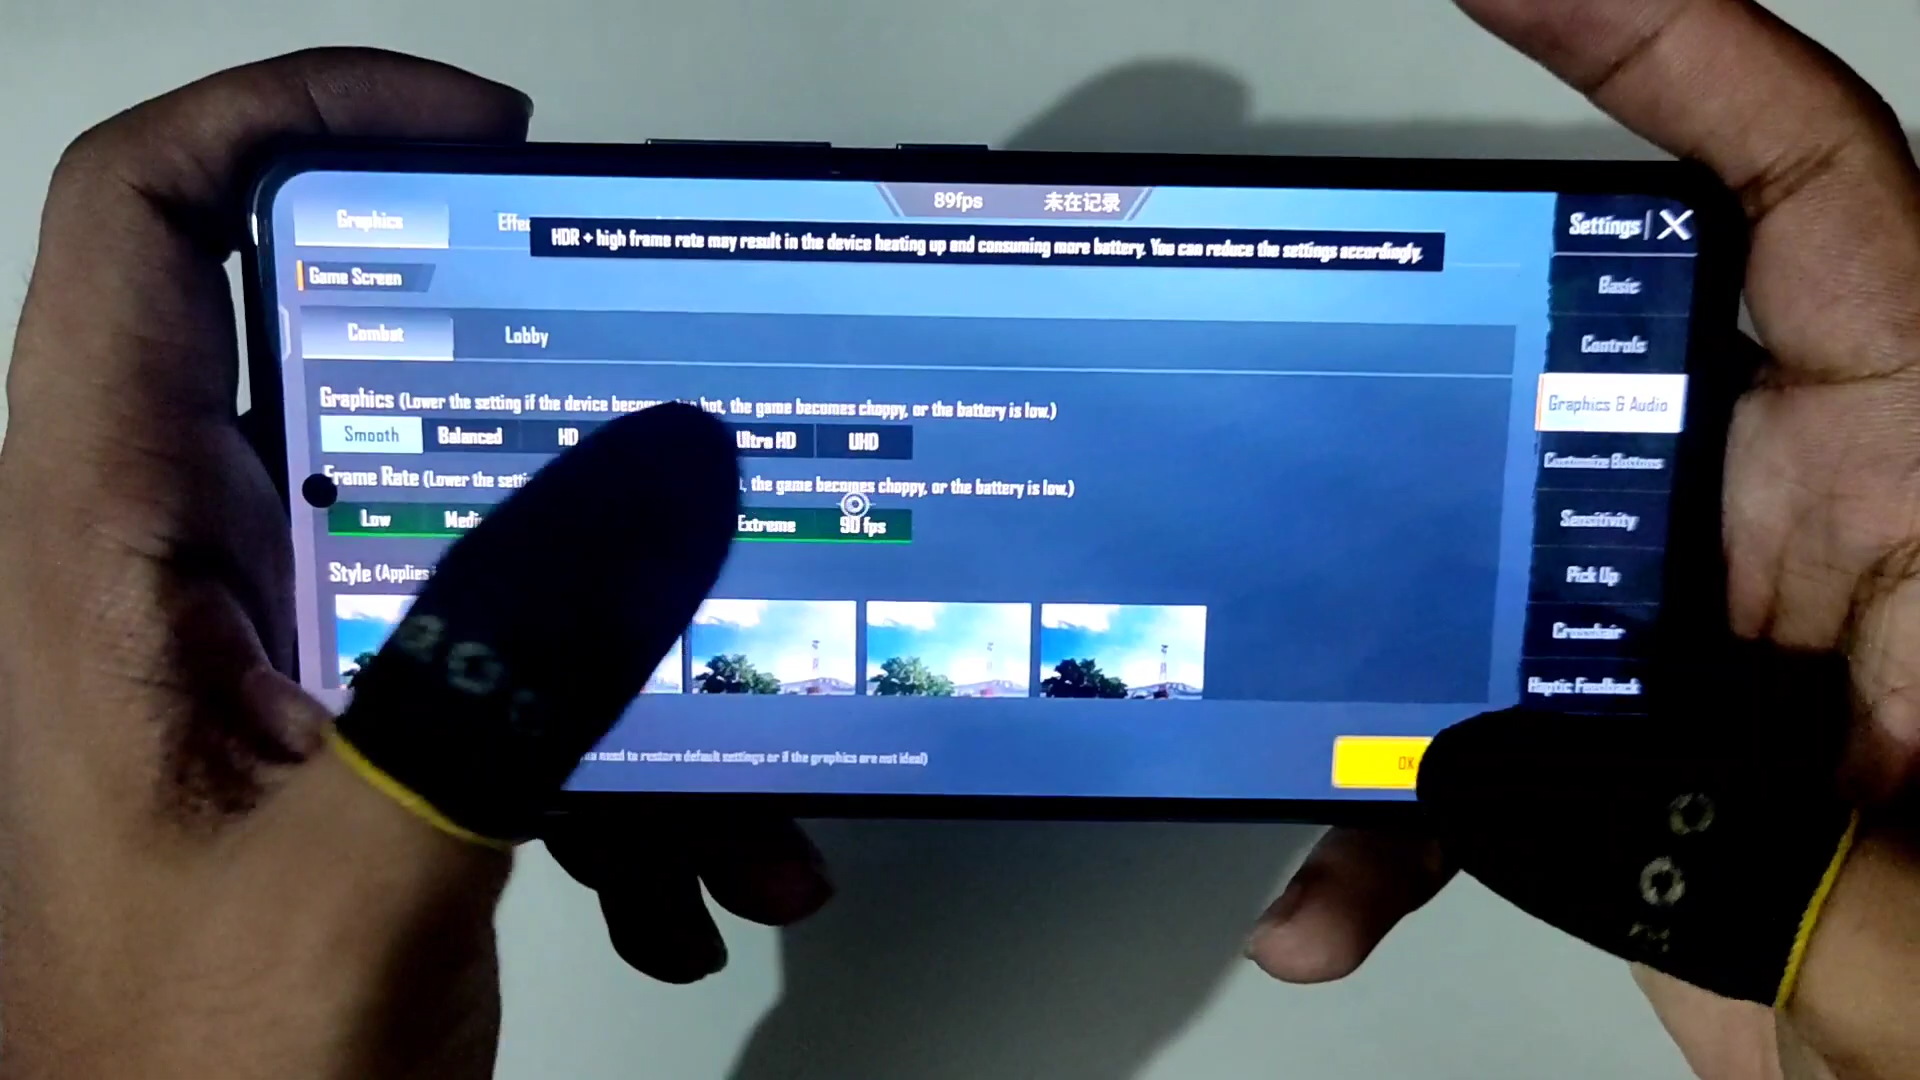 89fps 未在记录
Graphics
Settings
HDR + high frame rate may result in the device heating up and consuming more battery. You can reduce the settings accordingly.
Game Screen
Basic
Combat Lobby
Controls
Graphics (Lower the setting if the device hot, the game becomes choppy, or the battery is low.)
Graphics & Audio
Smooth Balanced HD Ultra HD UHD
Customize Buttons
Frame Rate (Lower the the game becomes choppy, or the battery is low.)
Low Extreme 90 fps
Sensitivity
Style (Applies
Pick Up
Crosshair
Haptic Feedback
need to restore default settings or if the graphics are not ideal)
OK